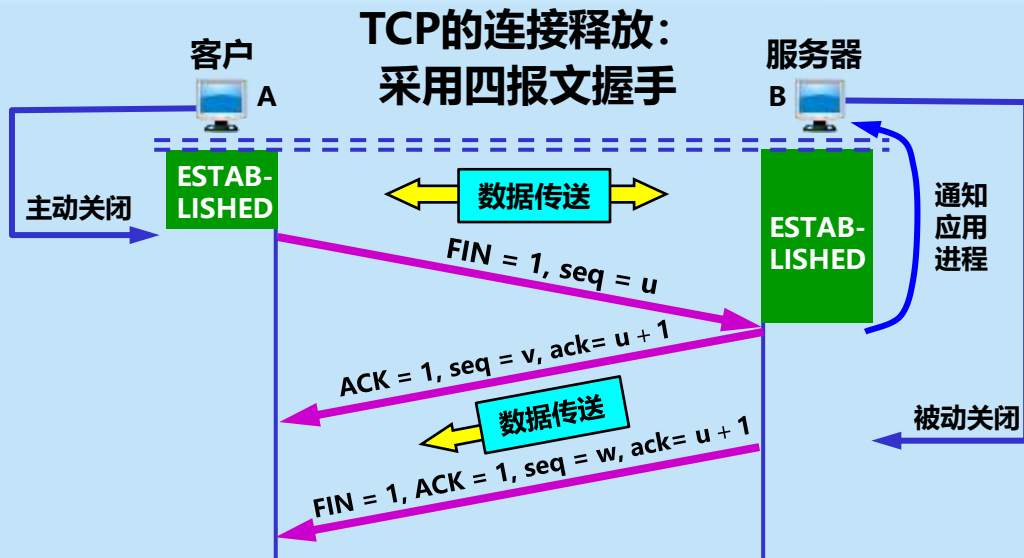 TCP的连接释放：
采用四报文握手
客户
服务器
A
B
ESTAB-
LISHED
数据传送
主动关闭
ESTAB-
LISHED
通知
应用
进程
FIN = 1, seq = u
ACK = 1, seq = v, ack= u + 1
数据传送
被动关闭
FIN = 1, ACK = 1, seq = w, ack= u + 1